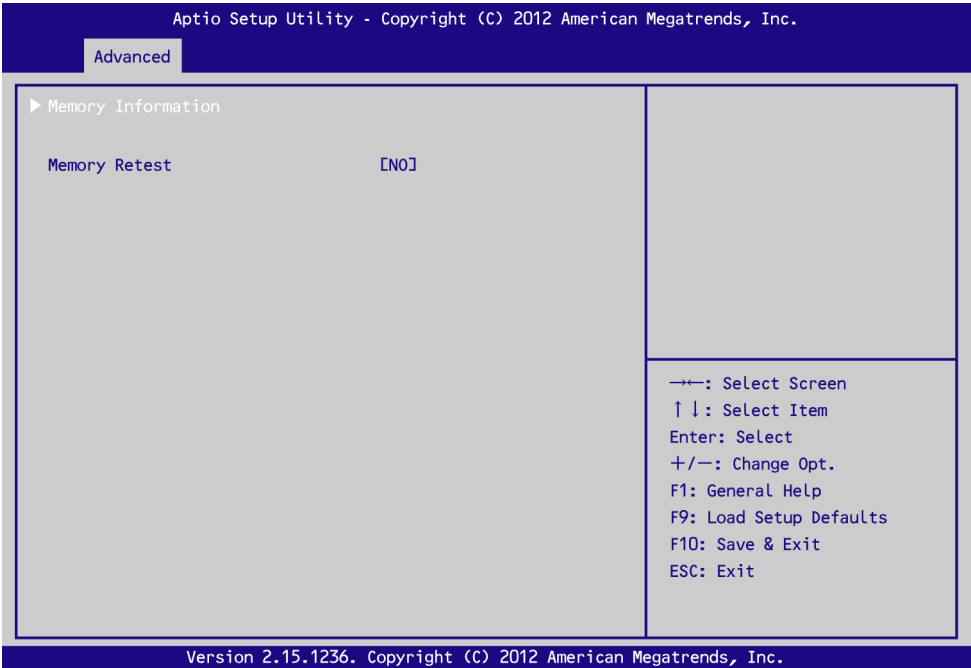 Aptio Setup Utility - Copyright (C) 2012 American Megatrends, Inc.
Advanced
▶ Memory Information
Memory Retest [NO]
→←: Select Screen
↑↓: Select Item
Enter: Select
+/-: Change Opt.
F1: General Help
F9: Load Setup Defaults
F10: Save & Exit
ESC: Exit
Version 2.15.1236. Copyright (C) 2012 American Megatrends, Inc.